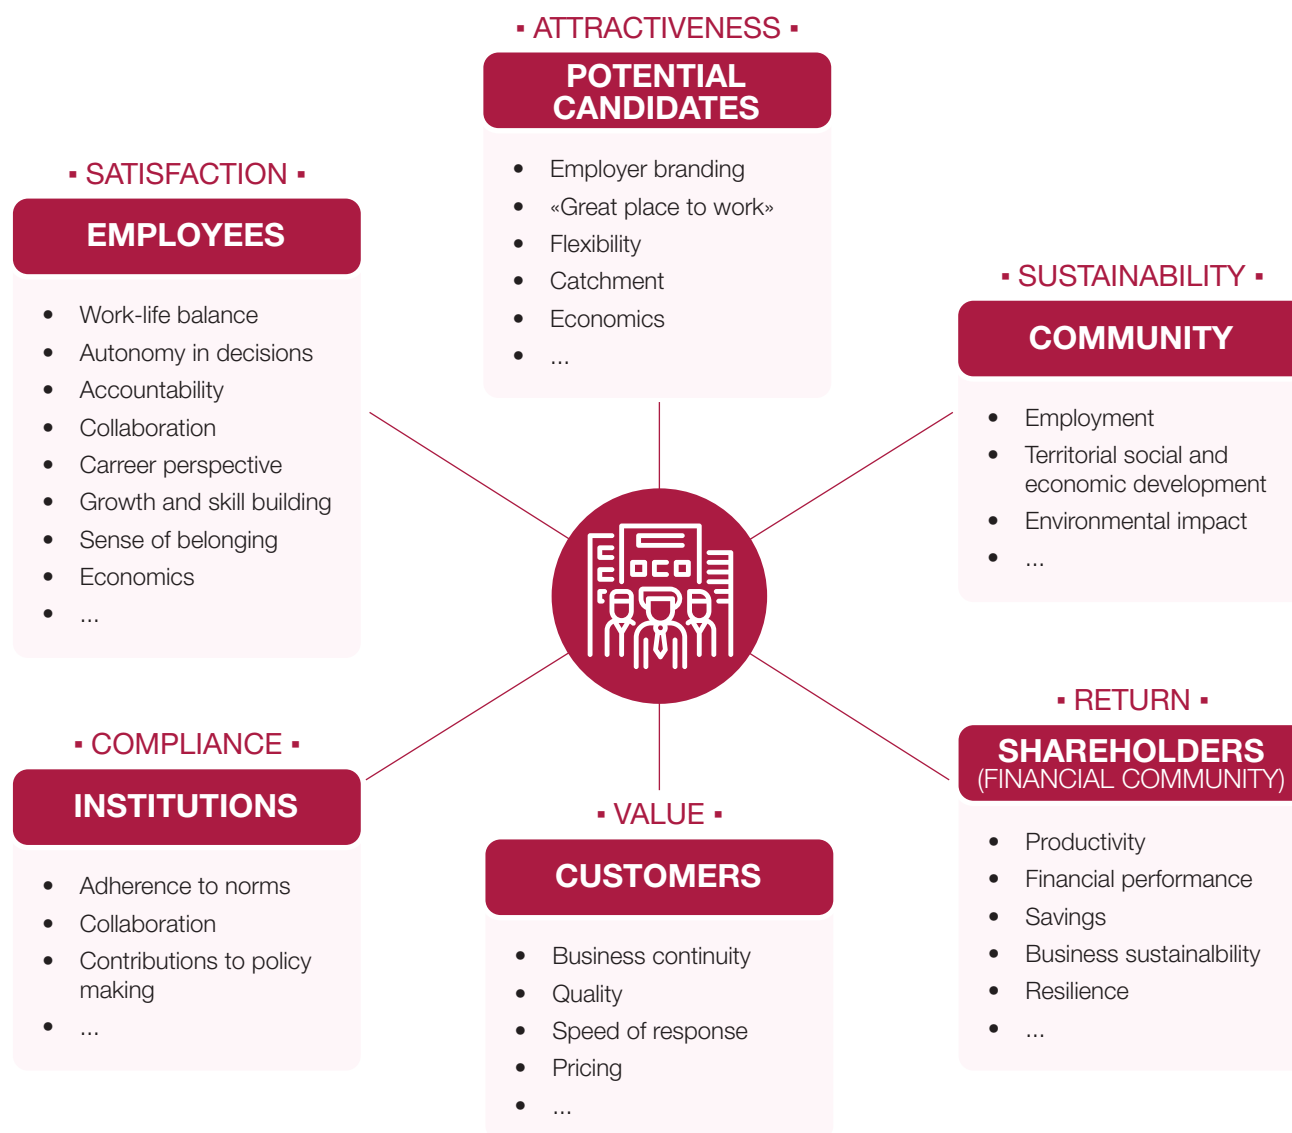 ▪ ATTRACTIVENESS ▪
POTENTIAL
CANDIDATES
• Employer branding
• «Great place to work»
• Flexibility
• Catchment
• Economics
• ...
▪ SATISFACTION ▪
EMPLOYEES
• Work-life balance
• Autonomy in decisions
• Accountability
• Collaboration
• Carreer perspective
• Growth and skill building
• Sense of belonging
• Economics
• ...
▪ SUSTAINABILITY ▪
COMMUNITY
• Employment
• Territorial social and
economic development
• Environmental impact
• ...
▪ COMPLIANCE ▪
INSTITUTIONS
• Adherence to norms
• Collaboration
• Contributions to policy
making
• ...
▪ VALUE ▪
CUSTOMERS
• Business continuity
• Quality
• Speed of response
• Pricing
• ...
▪ RETURN ▪
SHAREHOLDERS
(FINANCIAL COMMUNITY)
• Productivity
• Financial performance
• Savings
• Business sustainalbility
• Resilience
• ...